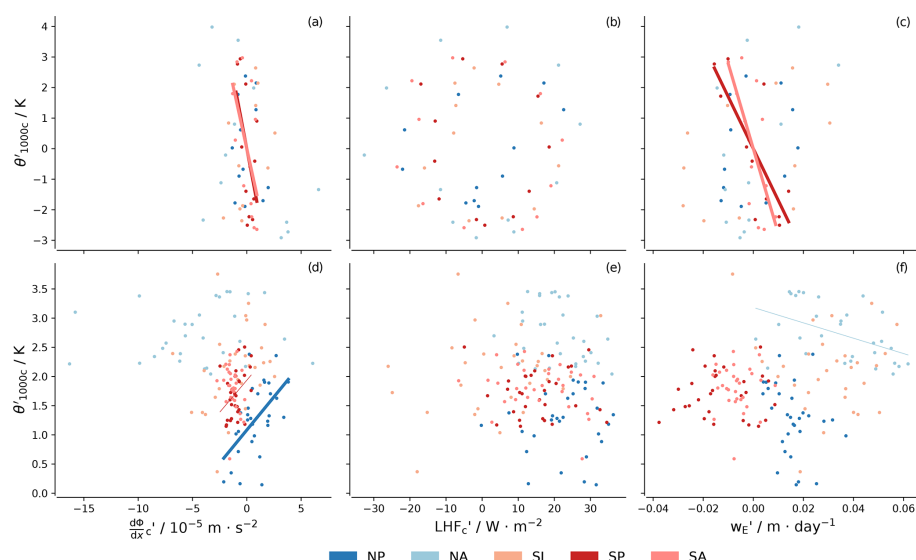 (a) (b) (c)
θ'1000c / K
4
3
2
1
0
−1
−2
−3
(d) (e) (f)
θ'1000c / K
3.5
3.0
2.5
2.0
1.5
1.0
0.5
0.0
−15 −10 −5 0 5 −30 −20 −10 0 10 20 30 −0.04 −0.02 0.00 0.02 0.04 0.06
dΦ/dx c' / 10⁻⁵ m · s⁻² LHFc' / W · m⁻² wE' / m · day⁻¹
NP NA SI SP SA